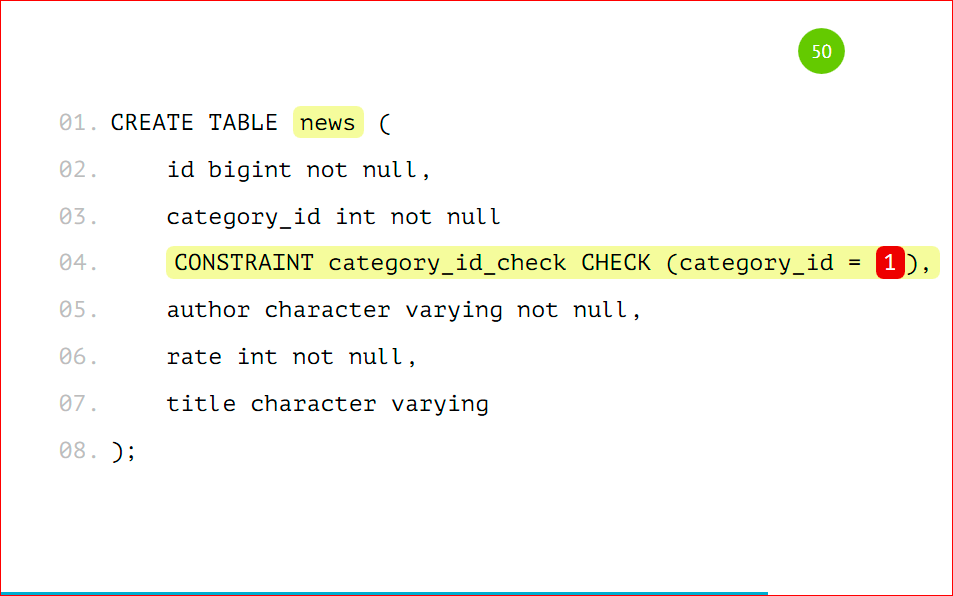 50
01. CREATE TABLE news (
02. id bigint not null,
03. category_id int not null
04. CONSTRAINT category_id_check CHECK (category_id = 1),
05. author character varying not null,
06. rate int not null,
07. title character varying
08. );